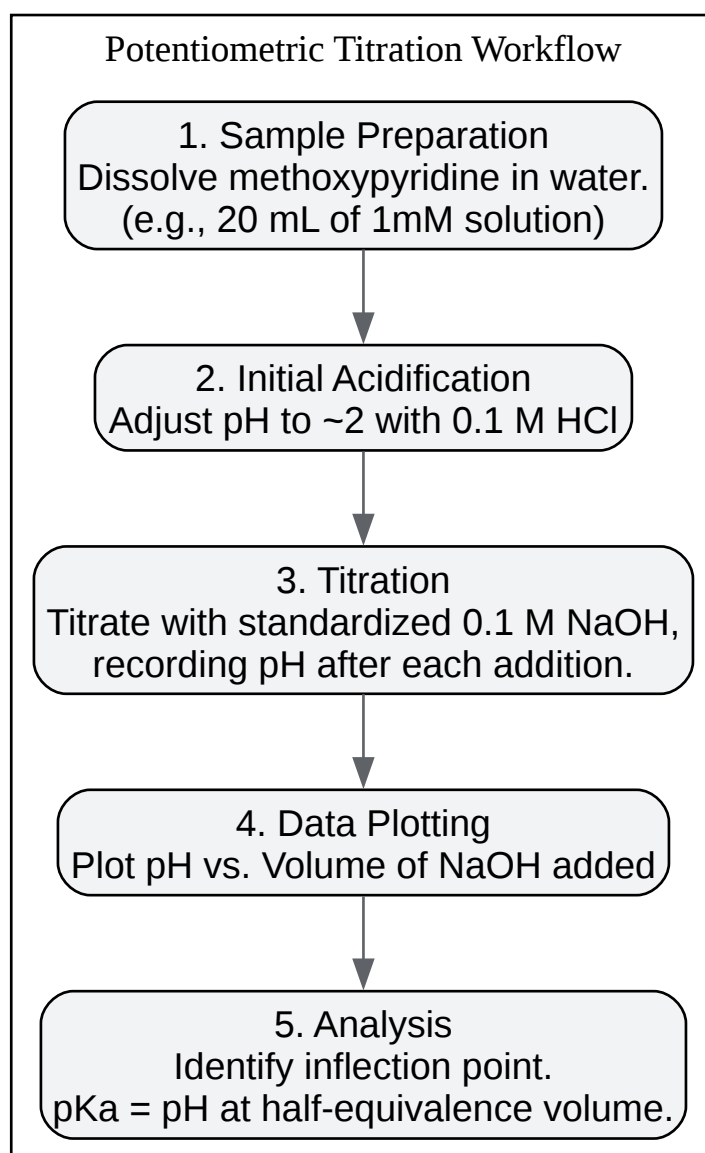 Potentiometric Titration Workflow
1. Sample Preparation
Dissolve methoxypyridine in water.
(e.g., 20 mL of 1mM solution)
2. Initial Acidification
Adjust pH to ~2 with 0.1 M HCl
3. Titration
Titrate with standardized 0.1 M NaOH,
recording pH after each addition.
4. Data Plotting
Plot pH vs. Volume of NaOH added
5. Analysis
Identify inflection point.
pKa = pH at half-equivalence volume.